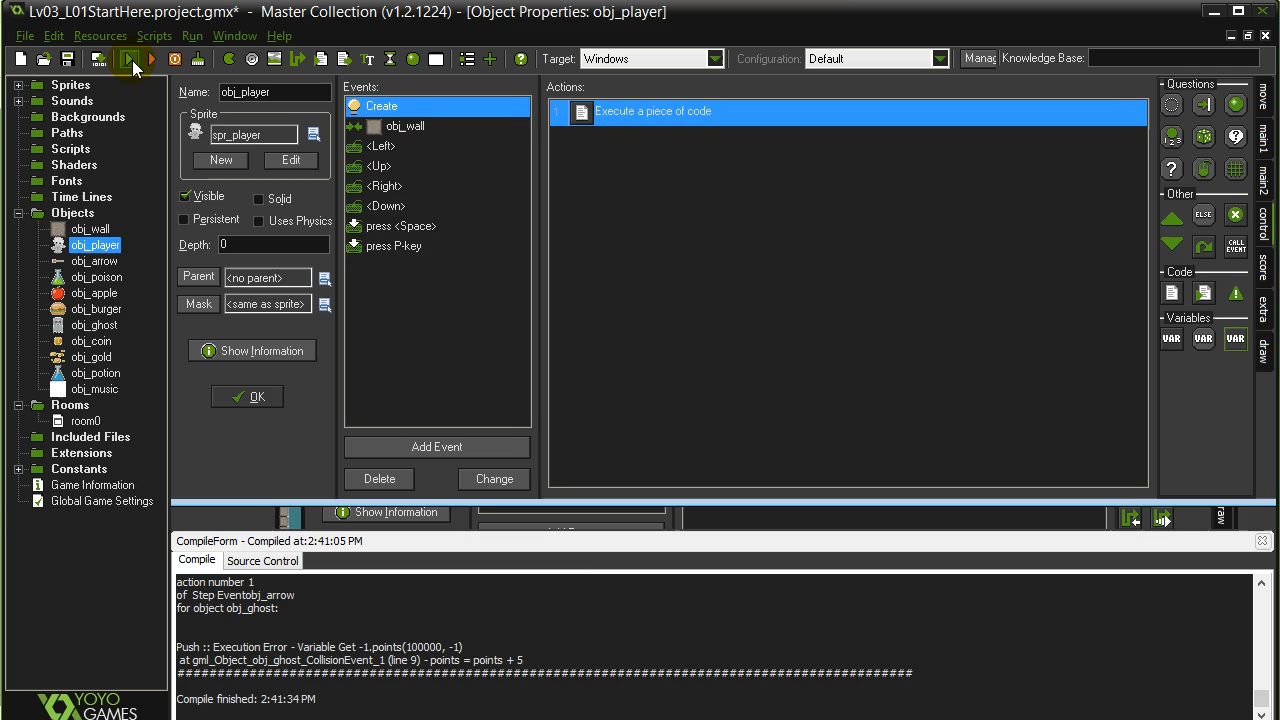 Lv03_L01StartHere.project.gmx* - Master Collection (v1.2.1224) - [Object Properties: obj_player]
File Edit Resources Scripts Run Window Help
Target: Windows Configuration: Default Manag Knowledge Base:
Sprites
Sounds
Backgrounds
Paths
Scripts
Shaders
Fonts
Time Lines
Objects
obj_wall
obj_player
obj_arrow
obj_poison
obj_apple
obj_burger
obj_ghost
obj_coin
obj_gold
obj_potion
obj_music
Rooms
room0
Included Files
Extensions
Constants
Game Information
Global Game Settings
YOYO
GAMES
Name: obj_player
Sprite
spr_player
New Edit
Visible Solid
Persistent Uses Physics
Depth: 0
Parent <no parent>
Mask <same as sprite>
Show Information
OK
Events:
Create
obj_wall
<Left>
<Up>
<Right>
<Down>
press <Space>
press P-key
Add Event
Delete Change
Actions:
1 Execute a piece of code
Questions
Other
ELSE
CALL EVENT
Code
Variables
VAR VAR VAR
move
main1
main2
control
score
extra
draw
Show Information
raw
CompileForm - Compiled at:2:41:05 PM
Compile Source Control
action number 1
of Step Eventobj_arrow
for object obj_ghost:
Push :: Execution Error - Variable Get -1.points(100000, -1)
at gml_Object_obj_ghost_CollisionEvent_1 (line 9) - points = points + 5
############################################################################################
Compile finished: 2:41:34 PM